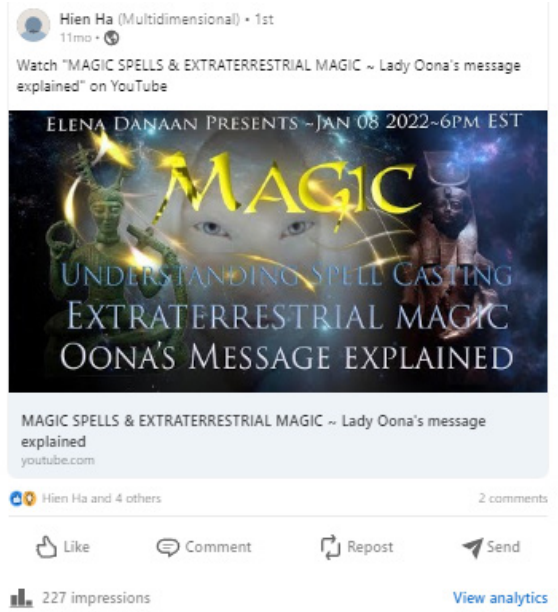 Hien Ha (Multidimensional) • 1st
11mo •
Watch "MAGIC SPELLS & EXTRATERRESTRIAL MAGIC ~ Lady Oona's message
explained" on YouTube
ELENA DANAAN PRESENTS ~JAN 08 2022~6PM EST
MAGIC
UNDERSTANDING SPELL CASTING
EXTRATERRESTRIAL MAGIC
OONA'S MESSAGE EXPLAINED
MAGIC SPELLS & EXTRATERRESTRIAL MAGIC ~ Lady Oona's message
explained
youtube.com
Hien Ha and 4 others 2 comments
Like Comment Repost Send
227 impressions View analytics